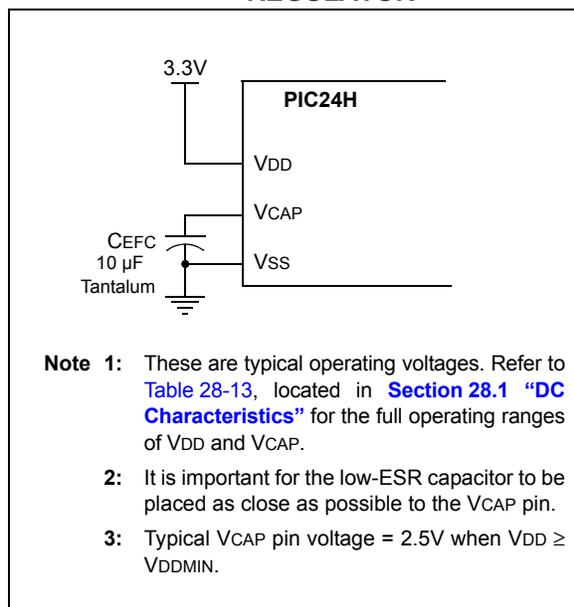 3.3V
PIC24H
VDD
VCAP
CEFC
10 µF
Tantalum
VSS
Note 1: These are typical operating voltages. Refer to
Table 28-13, located in Section 28.1 “DC
Characteristics” for the full operating ranges
of VDD and VCAP.
2: It is important for the low-ESR capacitor to be
placed as close as possible to the VCAP pin.
3: Typical VCAP pin voltage = 2.5V when VDD ≥
VDDMIN.